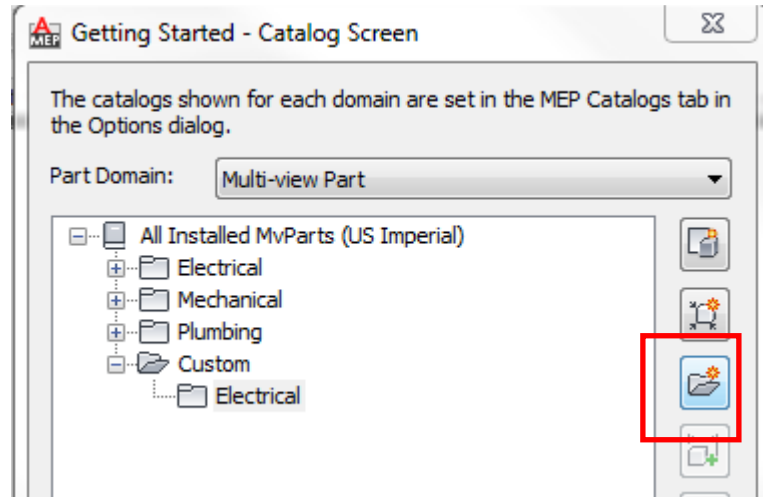 A
MEP
Getting Started - Catalog Screen
The catalogs shown for each domain are set in the MEP Catalogs tab in
the Options dialog.
Part Domain: Multi-view Part
All Installed MvParts (US Imperial)
Electrical
Mechanical
Plumbing
Custom
Electrical